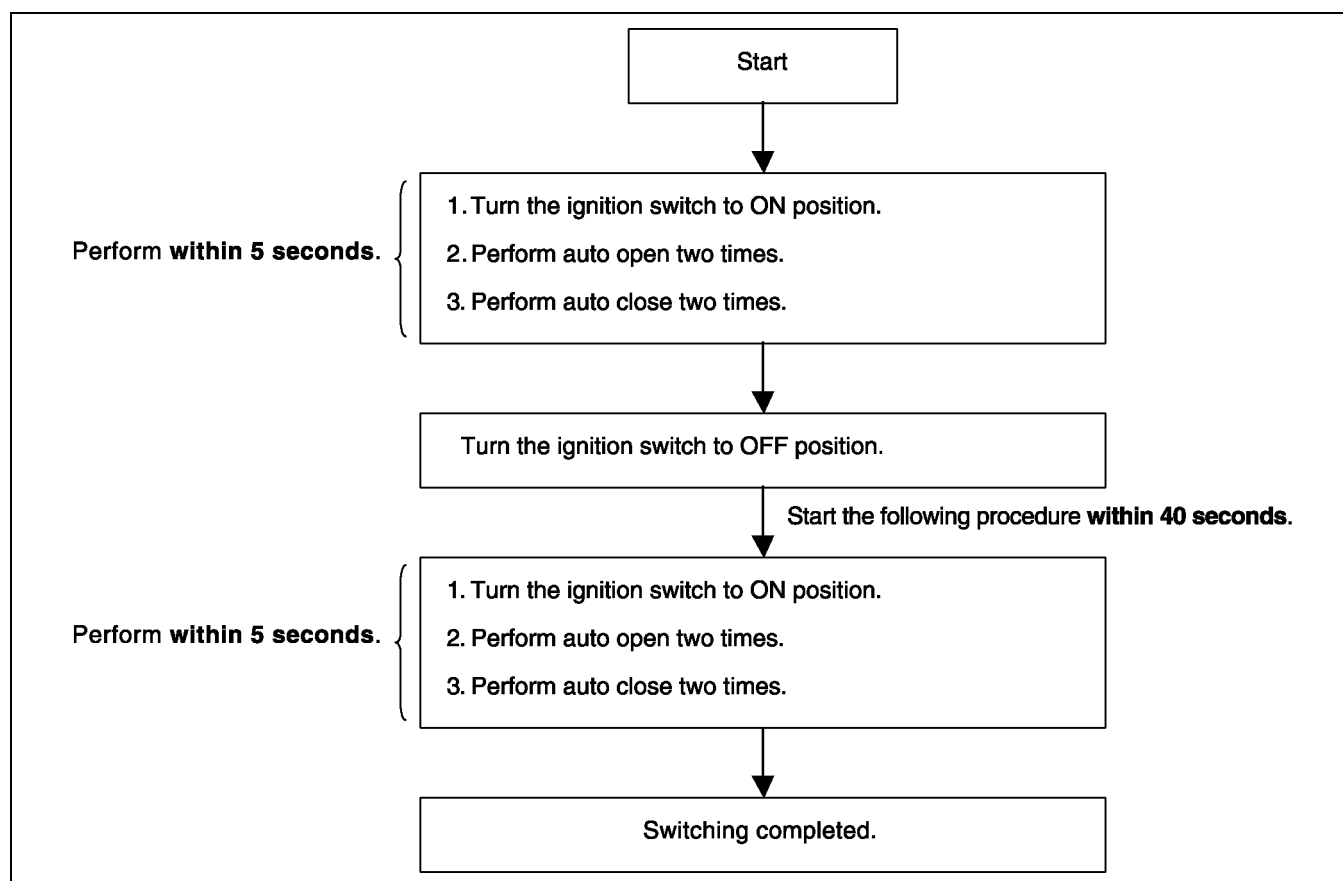 Start
Perform within 5 seconds.
1. Turn the ignition switch to ON position.
2. Perform auto open two times.
3. Perform auto close two times.
Turn the ignition switch to OFF position.
Start the following procedure within 40 seconds.
Perform within 5 seconds.
1. Turn the ignition switch to ON position.
2. Perform auto open two times.
3. Perform auto close two times.
Switching completed.